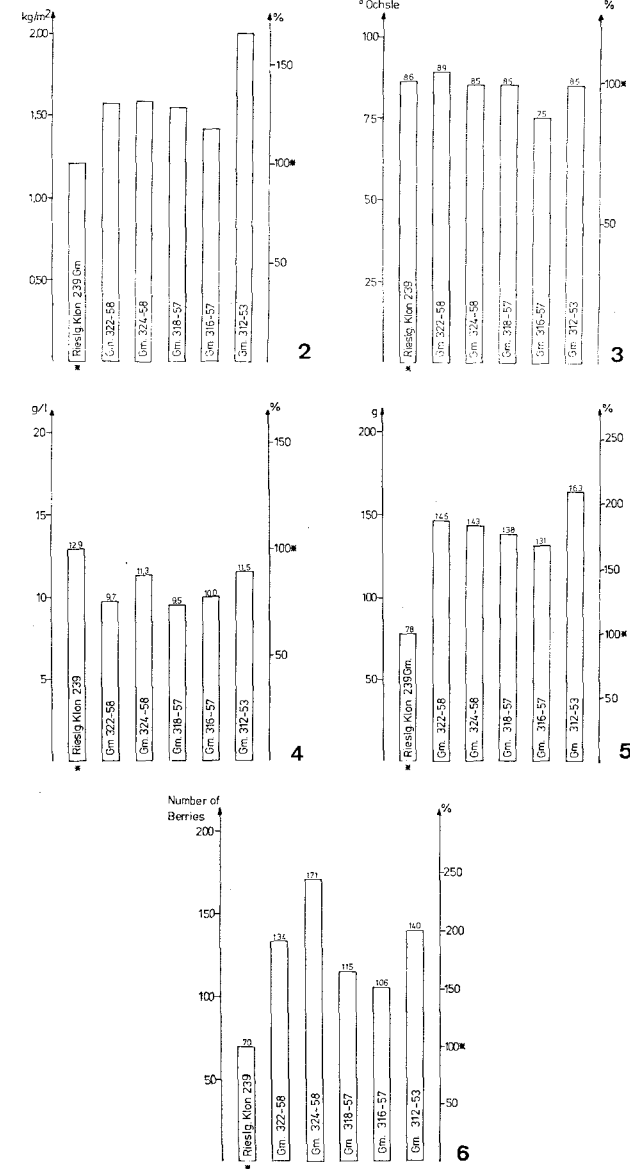 kg/m²
%
2,00
1,50
1,00
0,50
150
100*
50
Rieslg. Klon 239 Gm
Gm. 322-58
Gm. 324-58
Gm. 318-57
Gm. 316-57
Gm. 312-53
*
2
° Öchsle
%
100
75
50
25
100*
50
86
89
85
85
75
85
Rieslg. Klon 239
Gm. 322-58
Gm. 324-58
Gm. 318-57
Gm. 316-57
Gm. 312-53
*
3
g/l
%
20
15
10
5
150
100*
50
12,9
9,7
11,3
9,5
10,0
11,5
Rieslg. Klon 239
Gm. 322-58
Gm. 324-58
Gm. 318-57
Gm. 316-57
Gm. 312-53
*
4
g
%
200
150
100
50
250
200
150
100*
50
78
146
143
138
131
163
Rieslg. Klon 239 Gm.
Gm. 322-58
Gm. 324-58
Gm. 318-57
Gm. 316-57
Gm. 312-53
*
5
Number of
Berries
%
200
150
100
50
250
200
150
100*
50
70
134
171
115
106
140
Rieslg. Klon 239
Gm. 322-58
Gm. 324-58
Gm. 318-57
Gm. 316-57
Gm. 312-53
*
6